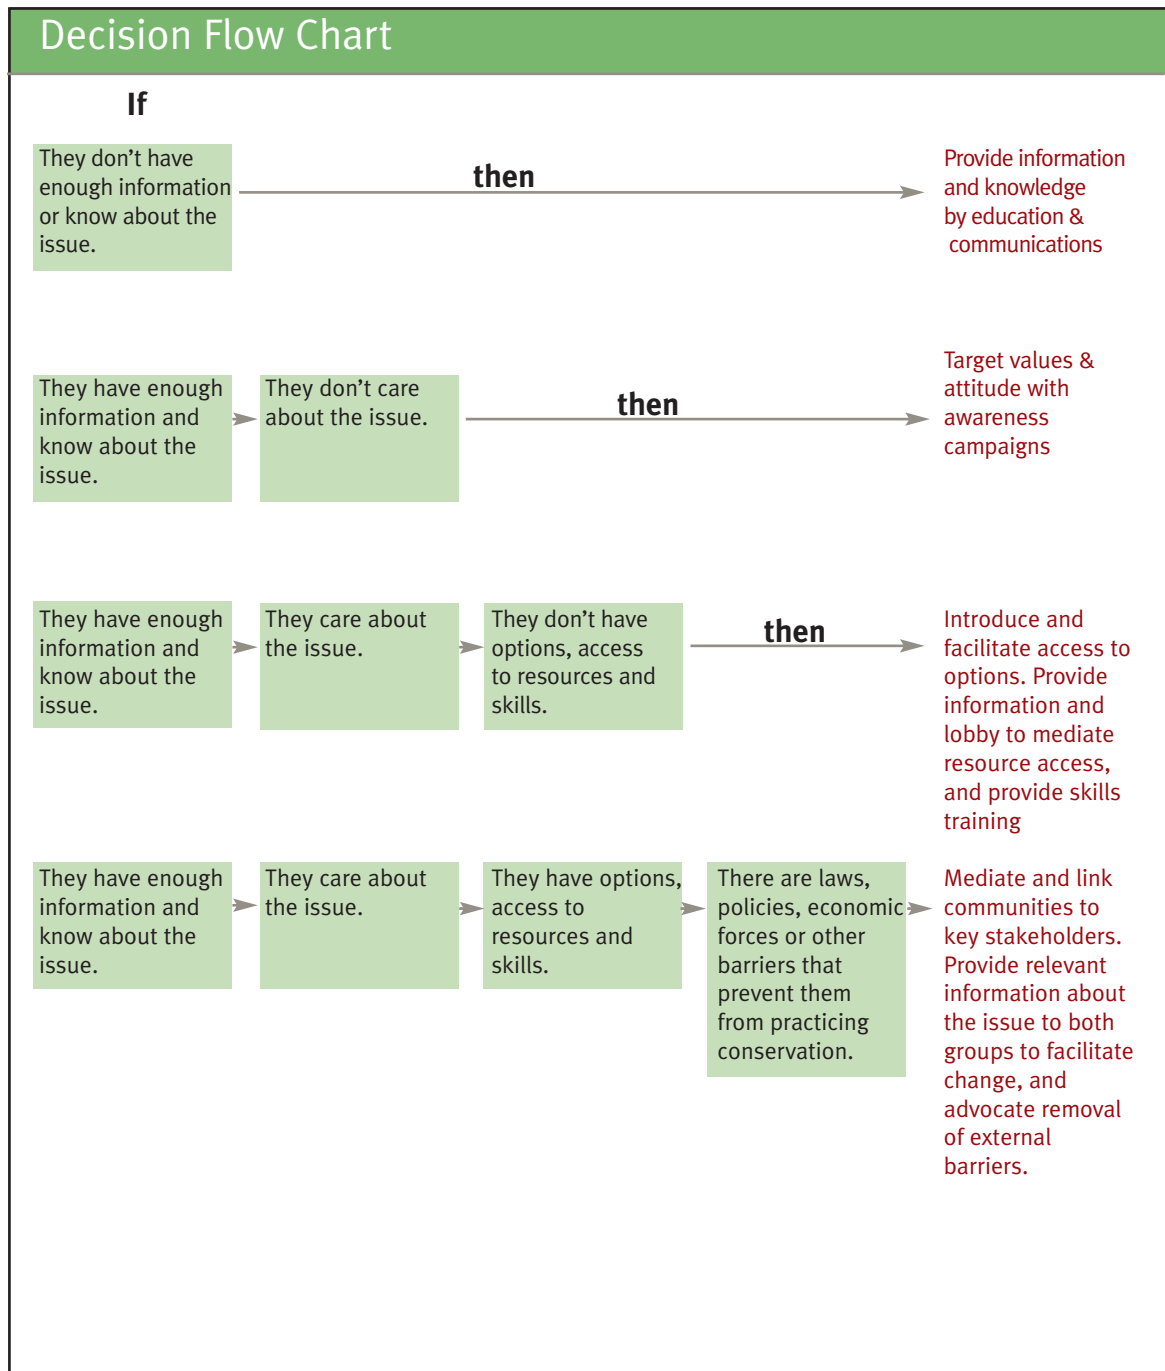 Decision Flow Chart
If
They don’t have
enough information
or know about the
issue.
then
Provide information
and knowledge
by education &
communications
They have enough
information and
know about the
issue.
They don’t care
about the issue.
then
Target values &
attitude with
awareness
campaigns
They have enough
information and
know about the
issue.
They care about
the issue.
They don’t have
options, access
to resources and
skills.
then
Introduce and
facilitate access to
options. Provide
information and
lobby to mediate
resource access,
and provide skills
training
They have enough
information and
know about the
issue.
They care about
the issue.
They have options,
access to
resources and
skills.
There are laws,
policies, economic
forces or other
barriers that
prevent them
from practicing
conservation.
Mediate and link
communities to
key stakeholders.
Provide relevant
information about
the issue to both
groups to facilitate
change, and
advocate removal
of external
barriers.